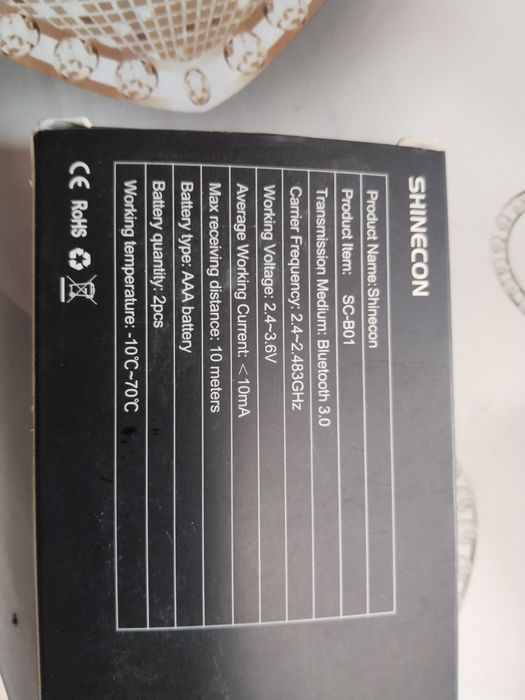 SHINECON
Product Name:Shinecon
Product Item: SC-B01
Transmission Medium: Bluetooth 3.0
Carrier Frequency: 2.4~2.483GHz
Working Voltage: 2.4~3.6V
Average Working Current: <10mA
Max receiving distance: 10 meters
Battery type: AAA battery
Battery quantity: 2pcs
Working temperature: -10℃~70℃
CE RoHS